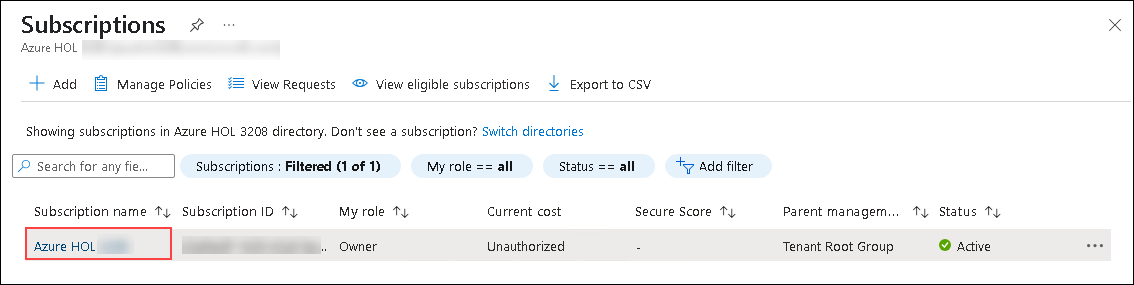 Subscriptions
Azure HOL
Add Manage Policies View Requests View eligible subscriptions Export to CSV
Showing subscriptions in Azure HOL 3208 directory. Don't see a subscription? Switch directories
Search for any fie... Subscriptions : Filtered (1 of 1) My role == all Status == all Add filter
Subscription name Subscription ID My role Current cost Secure Score Parent managem... Status
Azure HOL ... Owner Unauthorized - Tenant Root Group Active